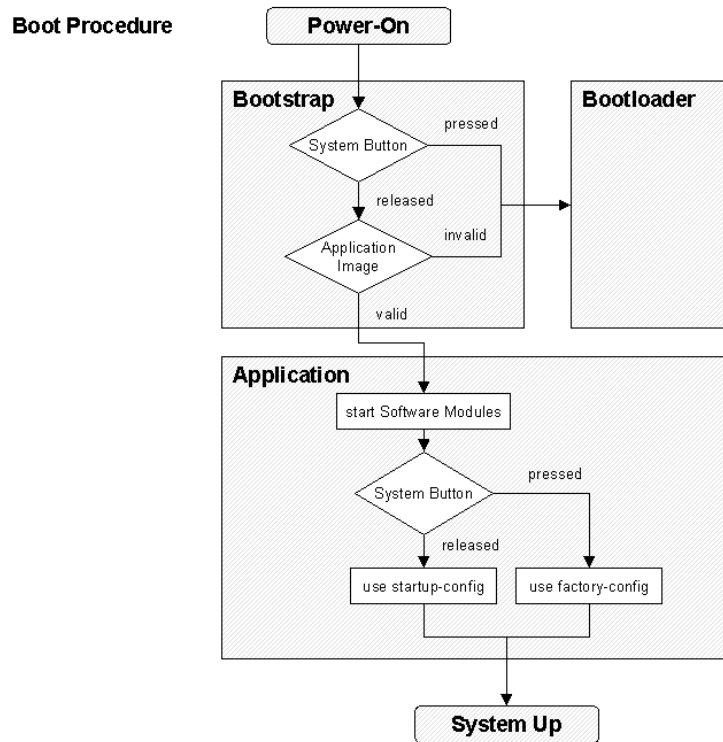 Boot Procedure
Power-On
Bootstrap
Bootloader
System Button
pressed
released
Application
Image
invalid
valid
Application
start Software Modules
System Button
pressed
released
use startup-config
use factory-config
System Up